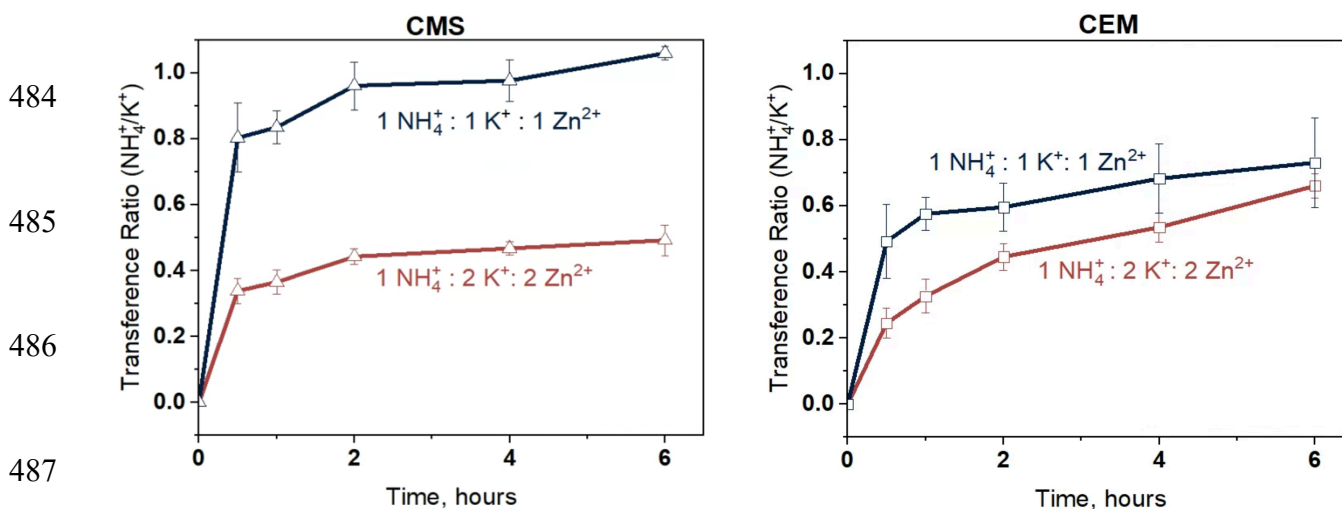 484
485
486
487
CMS
Transference Ratio (NH₄⁺/K⁺)
1.0
0.8
0.6
0.4
0.2
0.0
1 NH₄⁺ : 1 K⁺ : 1 Zn²⁺
1 NH₄⁺ : 2 K⁺ : 2 Zn²⁺
0 2 4 6
Time, hours
CEM
Transference Ratio (NH₄⁺/K⁺)
1.0
0.8
0.6
0.4
0.2
0.0
1 NH₄⁺ : 1 K⁺: 1 Zn²⁺
1 NH₄⁺ : 2 K⁺: 2 Zn²⁺
0 2 4 6
Time, hours